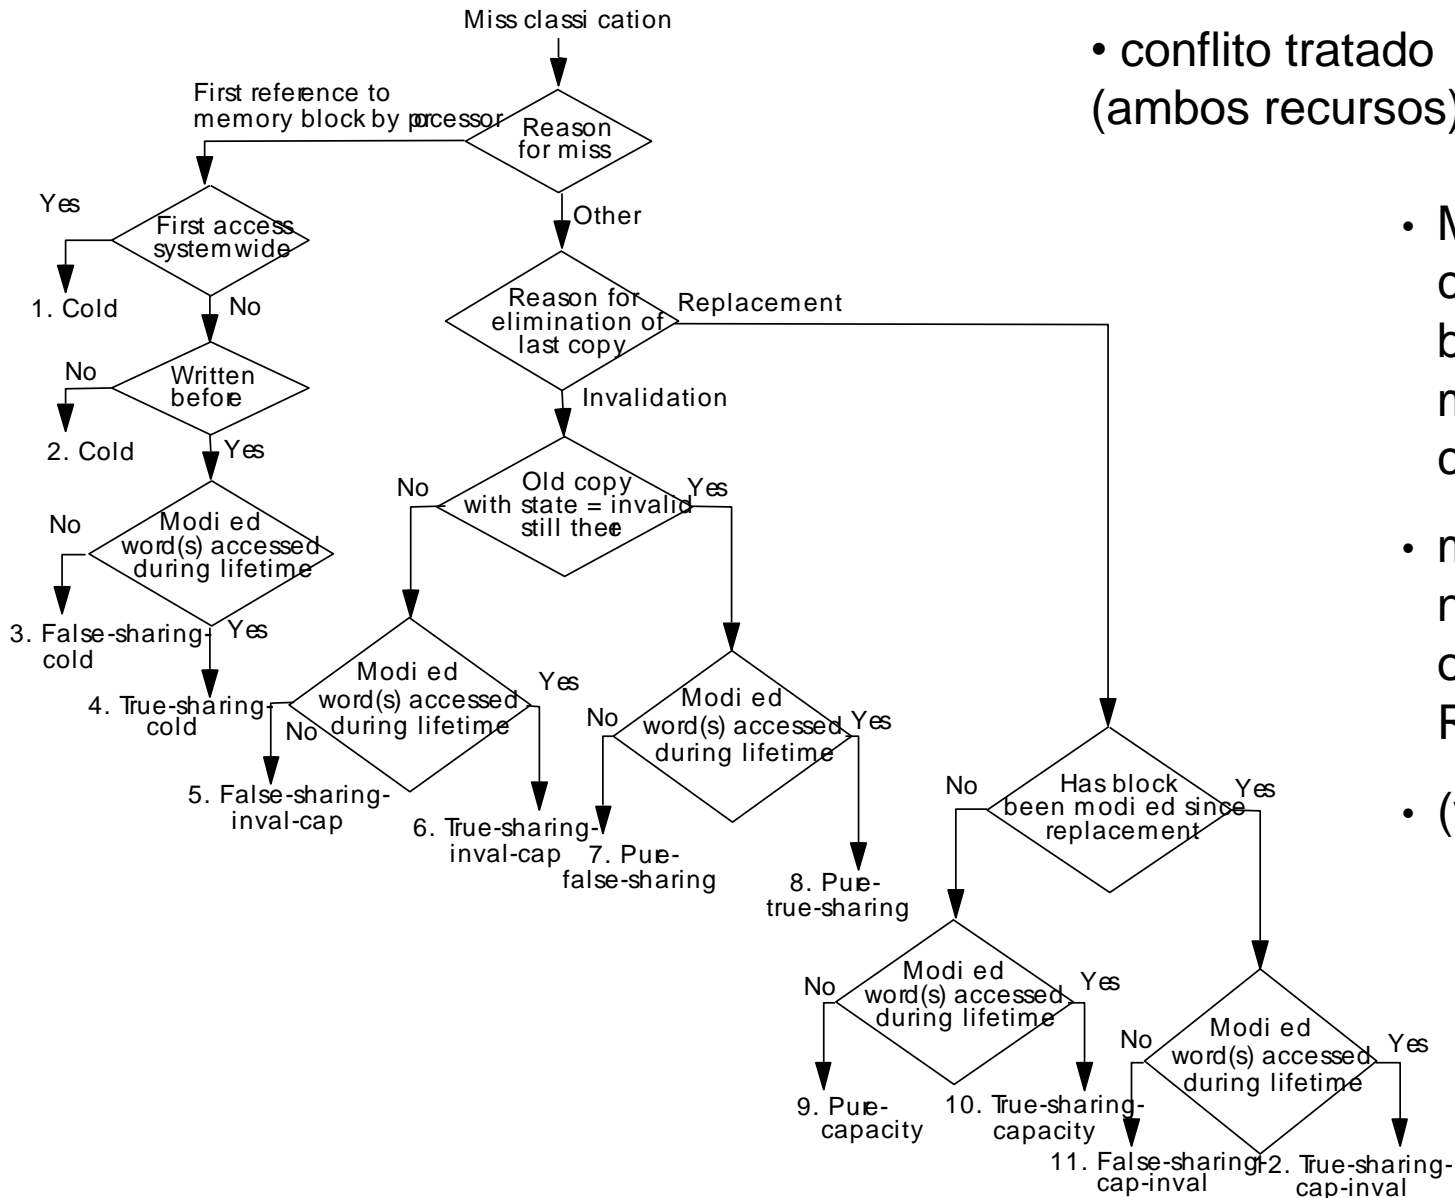 Miss classi cation
• conflito tratado
(ambos recursos)
First reference to
memory block by processor
Reason
for miss
Yes
First access
systemwide
Other
1. Cold
No
Reason for
elimination of
last copy
Replacement
No
Written
before
Invalidation
2. Cold
Yes
No
Old copy
with state = invalid
still there
Yes
No
Modi ed
word(s) accessed
during lifetime
3. False-sharing-
cold
Yes
4. True-sharing-
cold
Modi ed
word(s) accessed
during lifetime
Yes
No
5. False-sharing-
inval-cap
6. True-sharing-
inval-cap
No
Modi ed
word(s) accessed
during lifetime
Yes
7. Pure-
false-sharing
8. Pure-
true-sharing
No
Has block
been modi ed since
replacement
Yes
No
Modi ed
word(s) accessed
during lifetime
Yes
9. Pure-
capacity
10. True-sharing-
capacity
No
Modi ed
word(s) accessed
during lifetime
Yes
11. False-sharing-
cap-inval
12. True-sharing-
cap-inval